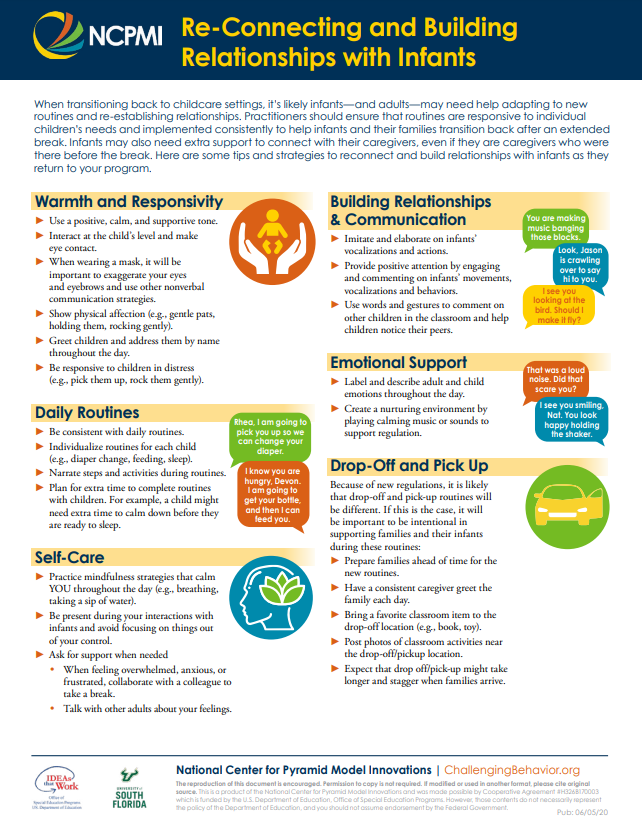 NCPMI
Re-Connecting and Building
Relationships with Infants
When transitioning back to childcare settings, it's likely infants—and adults—may need help adapting to new
routines and re-establishing relationships. Practitioners should ensure that routines are responsive to individual
children's needs and implemented consistently to help infants and their families transition back after an extended
break. Infants may also need extra support to connect with their caregivers, even if they are caregivers who were
there before the break. Here are some tips and strategies to reconnect and build relationships with infants as they
return to your program.
Warmth and Responsivity
► Use a positive, calm, and supportive tone.
► Interact at the child's level and make
eye contact.
► When wearing a mask, it will be
important to exaggerate your eyes
and eyebrows and use other nonverbal
communication strategies.
► Show physical affection (e.g., gentle pats,
holding them, rocking gently).
► Greet children and address them by name
throughout the day.
► Be responsive to children in distress
(e.g., pick them up, rock them gently).
Daily Routines
► Be consistent with daily routines.
► Individualize routines for each child
(e.g., diaper change, feeding, sleep).
► Narrate steps and activities during routines.
► Plan for extra time to complete routines
with children. For example, a child might
need extra time to calm down before they
are ready to sleep.
Rhea, I am going to
pick you up so we
can change your
diaper.
I know you are
hungry, Devon.
I am going to
get your bottle,
and then I can
feed you.
Self-Care
► Practice mindfulness strategies that calm
YOU throughout the day (e.g., breathing,
taking a sip of water).
► Be present during your interactions with
infants and avoid focusing on things out
of your control.
► Ask for support when needed
• When feeling overwhelmed, anxious, or
frustrated, collaborate with a colleague to
take a break.
• Talk with other adults about your feelings.
Building Relationships
& Communication
► Imitate and elaborate on infants'
vocalizations and actions.
► Provide positive attention by engaging
and commenting on infants' movements,
vocalizations and behaviors.
► Use words and gestures to comment on
other children in the classroom and help
children notice their peers.
You are making
music banging
those blocks.
Look, Jason
is crawling
over to say
hi to you.
I see you
looking at the
bird. Should I
make it fly?
Emotional Support
► Label and describe adult and child
emotions throughout the day.
► Create a nurturing environment by
playing calming music or sounds to
support regulation.
That was a loud
noise. Did that
scare you?
I see you smiling,
Nat. You look
happy holding
the shaker.
Drop-Off and Pick Up
Because of new regulations, it is likely
that drop-off and pick-up routines will
be different. If this is the case, it will
be important to be intentional in
supporting families and their infants
during these routines:
► Prepare families ahead of time for the
new routines.
► Have a consistent caregiver greet the
family each day.
► Bring a favorite classroom item to the
drop-off location (e.g., book, toy).
► Post photos of classroom activities near
the drop-off/pickup location.
► Expect that drop off/pick-up might take
longer and stagger when families arrive.
IDEAs
that Work
Office of
Special Education Programs
U.S. Department of Education
UNIVERSITY of
SOUTH
FLORIDA
National Center for Pyramid Model Innovations | ChallengingBehavior.org
The reproduction of this document is encouraged. Permission to copy is not required. If modified or used in another format, please cite original
source. This is a product of the National Center for Pyramid Model Innovations and was made possible by Cooperative Agreement #H326B170003
which is funded by the U.S. Department of Education, Office of Special Education Programs. However, those contents do not necessarily represent
the policy of the Department of Education, and you should not assume endorsement by the Federal Government.
Pub: 06/05/20